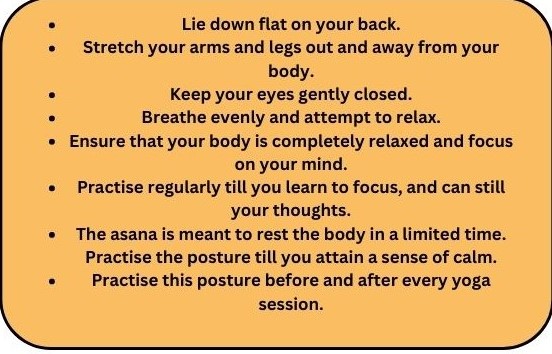 • Lie down flat on your back.
• Stretch your arms and legs out and away from your
body.
• Keep your eyes gently closed.
• Breathe evenly and attempt to relax.
• Ensure that your body is completely relaxed and focus
on your mind.
• Practise regularly till you learn to focus, and can still
your thoughts.
• The asana is meant to rest the body in a limited time.
Practise the posture till you attain a sense of calm.
• Practise this posture before and after every yoga
session.